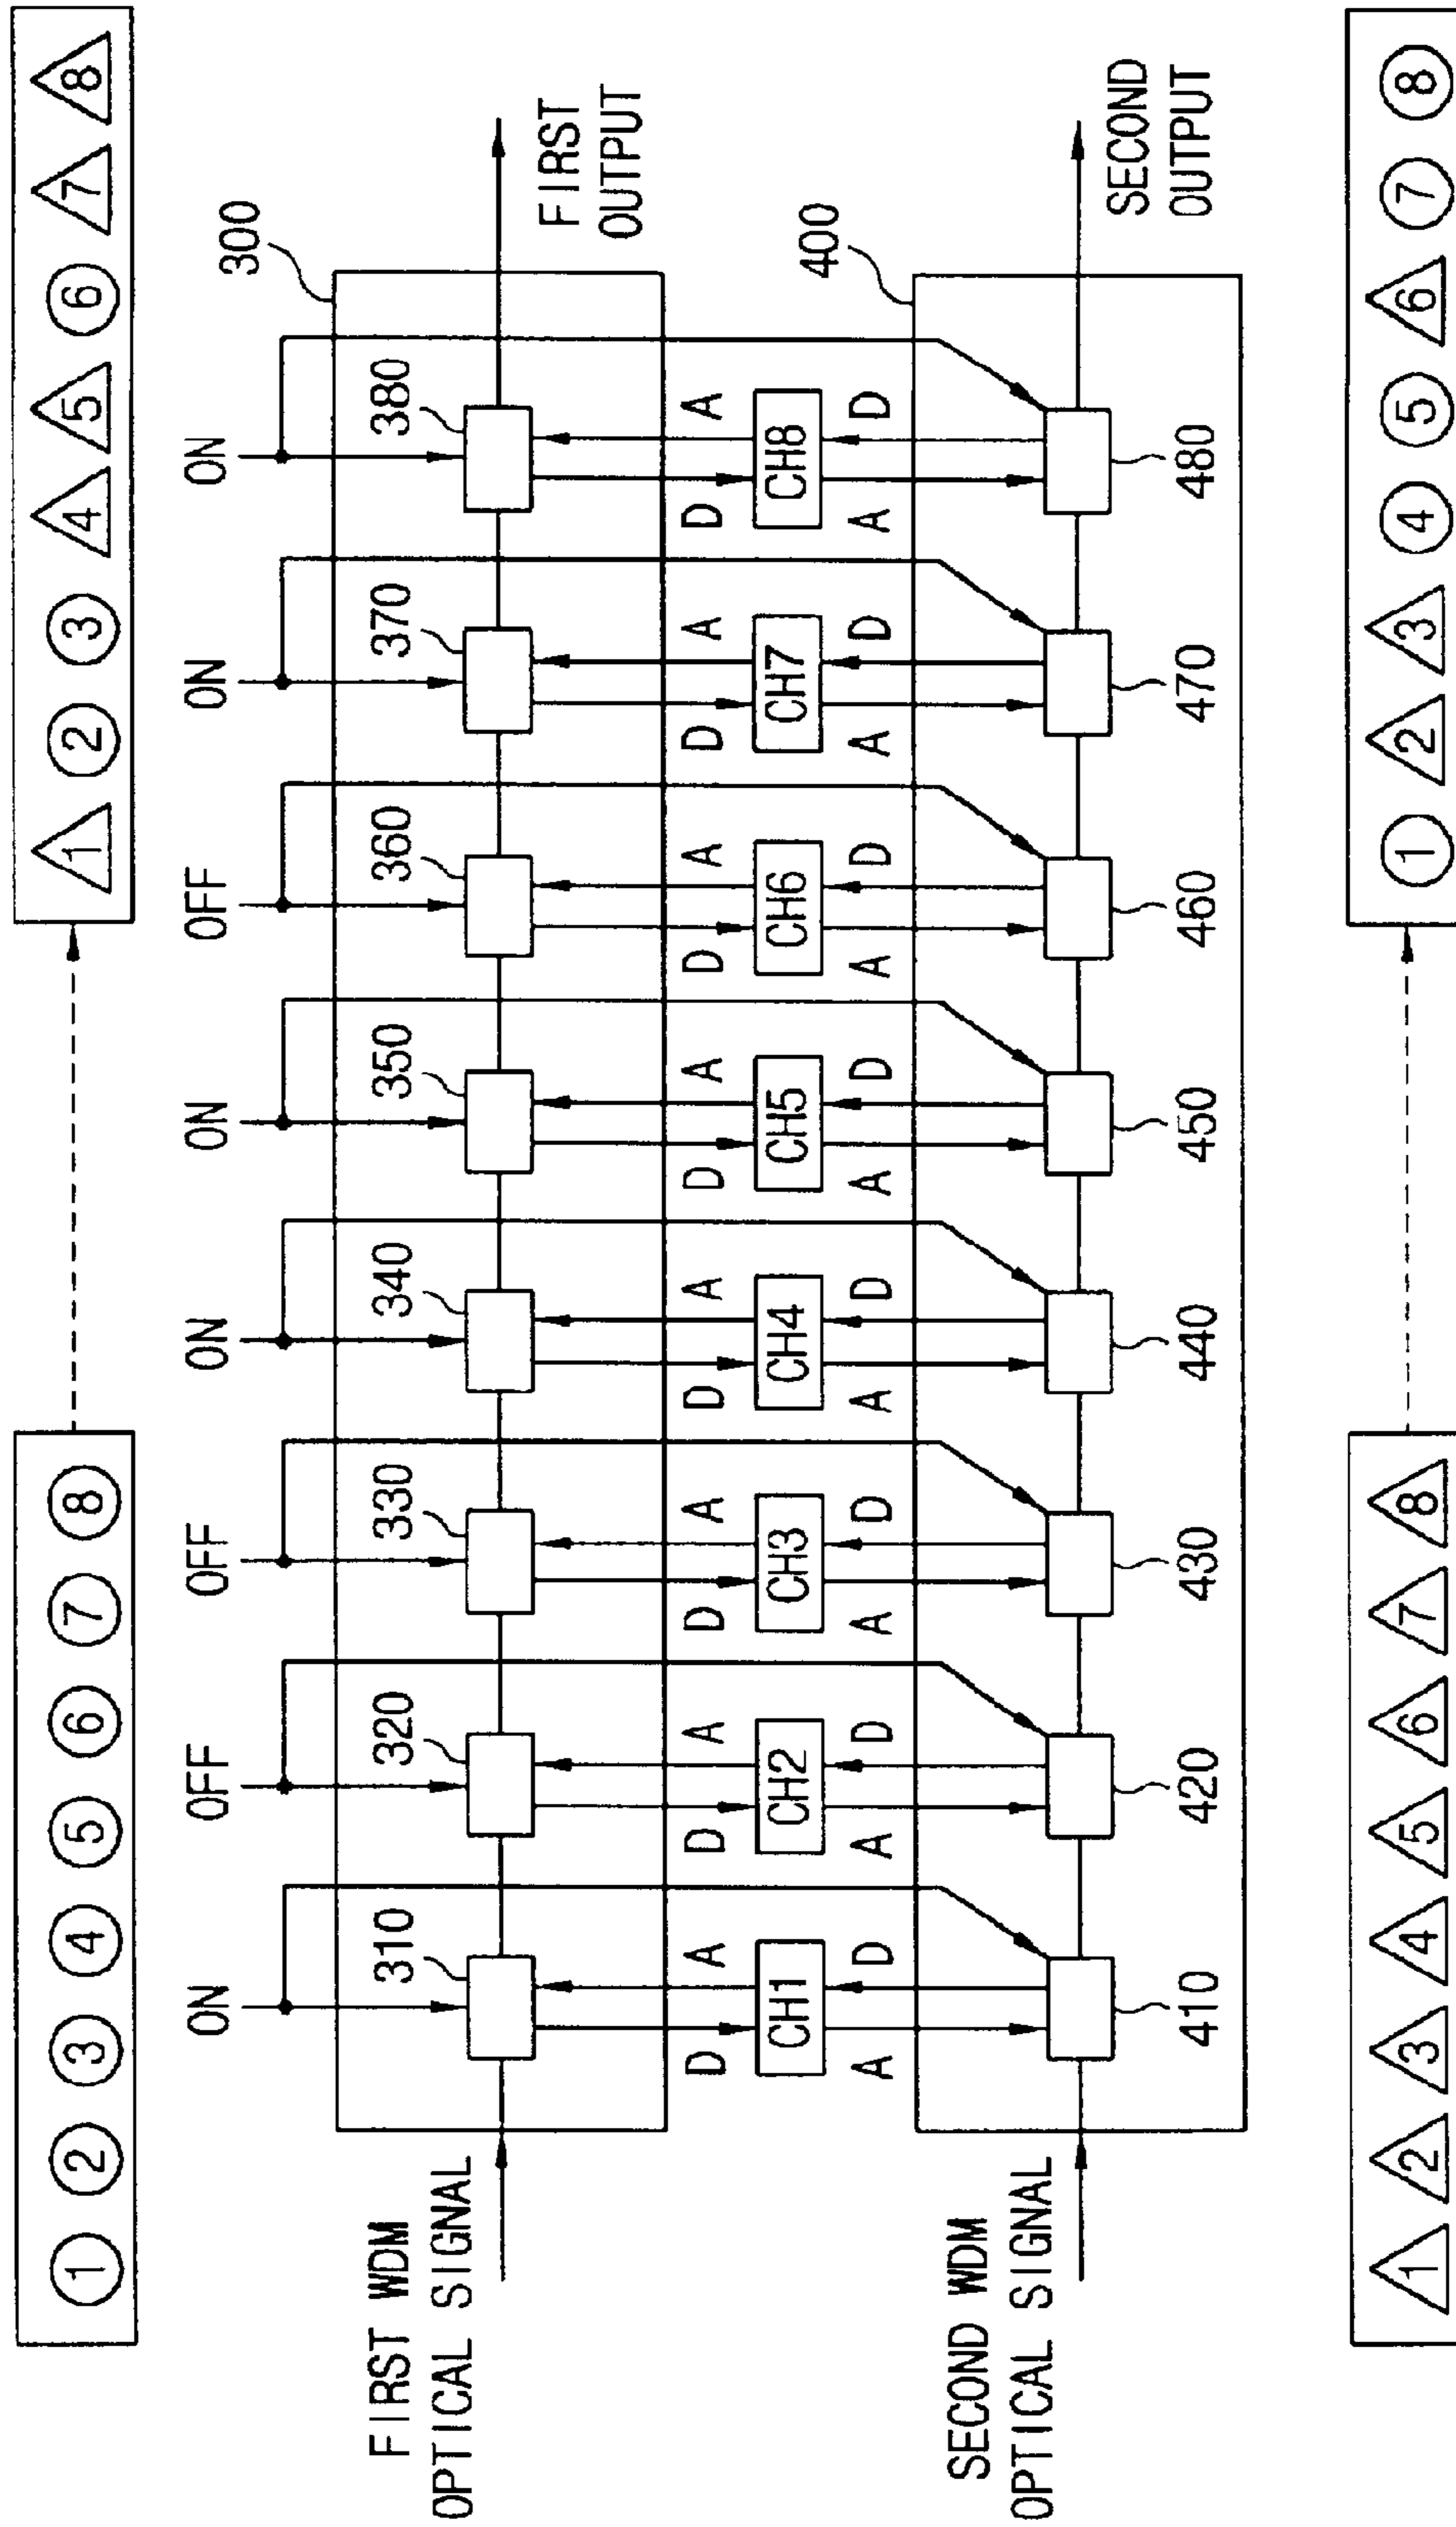 1 2 3 4 5 6 7 8
1 2 3 4 5 6 7 8
ON OFF OFF ON ON OFF ON ON
300
310 320 330 340 350 360 370 380
FIRST WDM
OPTICAL SIGNAL
FIRST
OUTPUT
D A D A D A D A D A D A D A D A
CH1 CH2 CH3 CH4 CH5 CH6 CH7 CH8
A D A D A D A D A D A D A D A D
400
SECOND WDM
OPTICAL SIGNAL
SECOND
OUTPUT
410 420 430 440 450 460 470 480
1 2 3 4 5 6 7 8
1 2 3 4 5 6 7 8